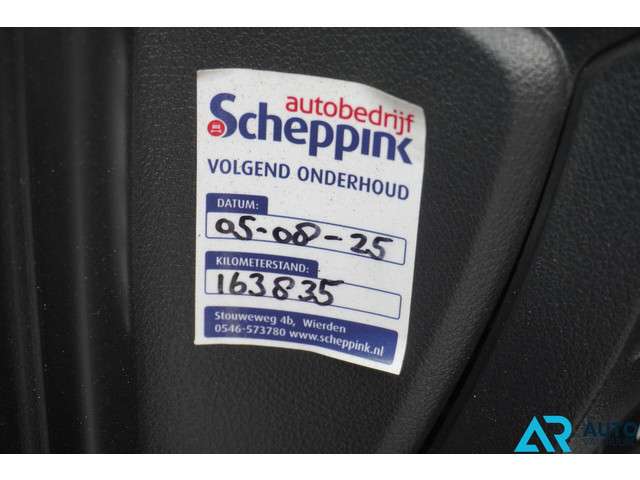 autobedrijf
Scheppink
VOLGEND ONDERHOUD
DATUM:
05-08-25
KILOMETERSTAND:
163835
Stouweweg 4b, Wierden
0546-573780 www.scheppink.nl
AR AUTO